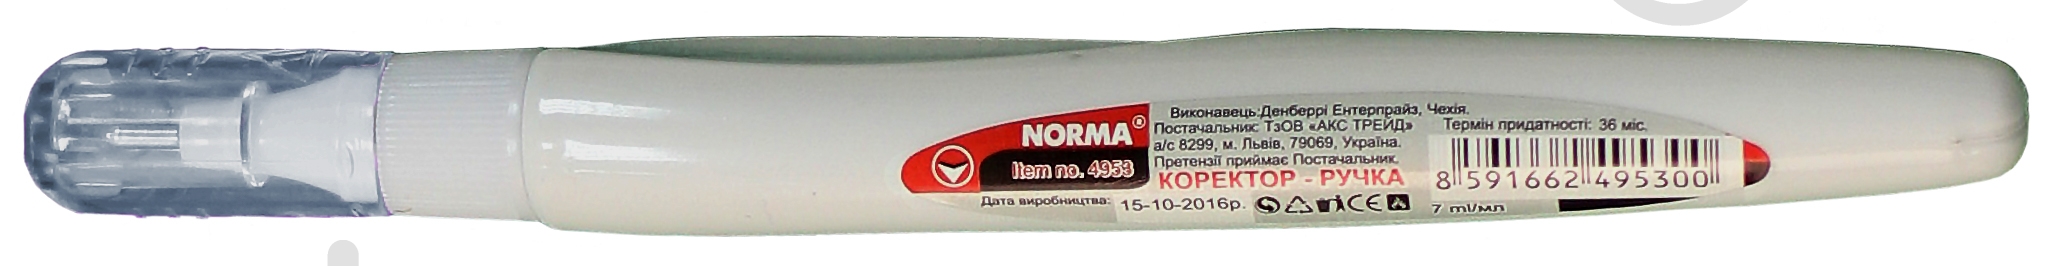 NORMA®
Item no. 4953
Виконавець:Денберрі Ентерпрайз, Чехія.
Постачальник: ТзОВ «АКС ТРЕЙД»
а/с 8299, м. Львів, 79069, Україна.
Претензії приймає Постачальник.
КОРЕКТОР - РУЧКА
Термін придатності: 36 міс.
8 591662 495300
Дата виробництва: 15-10-2016р.
CE
7 ml/мл